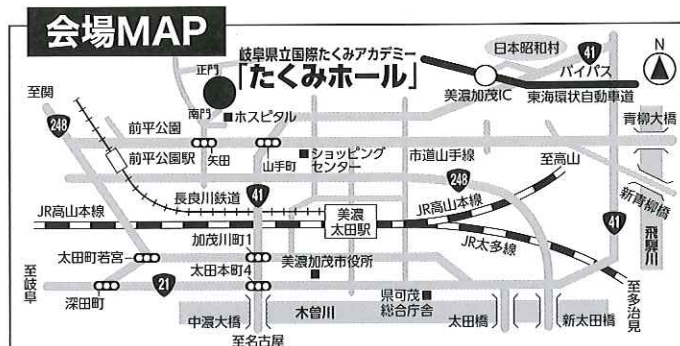 会場MAP
岐阜県立国際たくみアカデミー
「たくみホール」
正門
南門
ホスピタル
日本昭和村
41
バイパス
N
美濃加茂IC
東海環状自動車道
至関
248
前平公園
前平公園駅
矢田
山手町
ショッピング
センター
市道山手線
青柳大橋
至高山
248
新青柳橋
長良川鉄道
41
JR高山本線
美濃
太田駅
JR高山本線
41
飛騨川
加茂川町1
JR太多線
太田町若宮
太田本町4
美濃加茂市役所
至岐阜
21
深田町
県可茂
総合庁舎
至多治見
中濃大橋
木曽川
太田橋
新太田橋
至名古屋